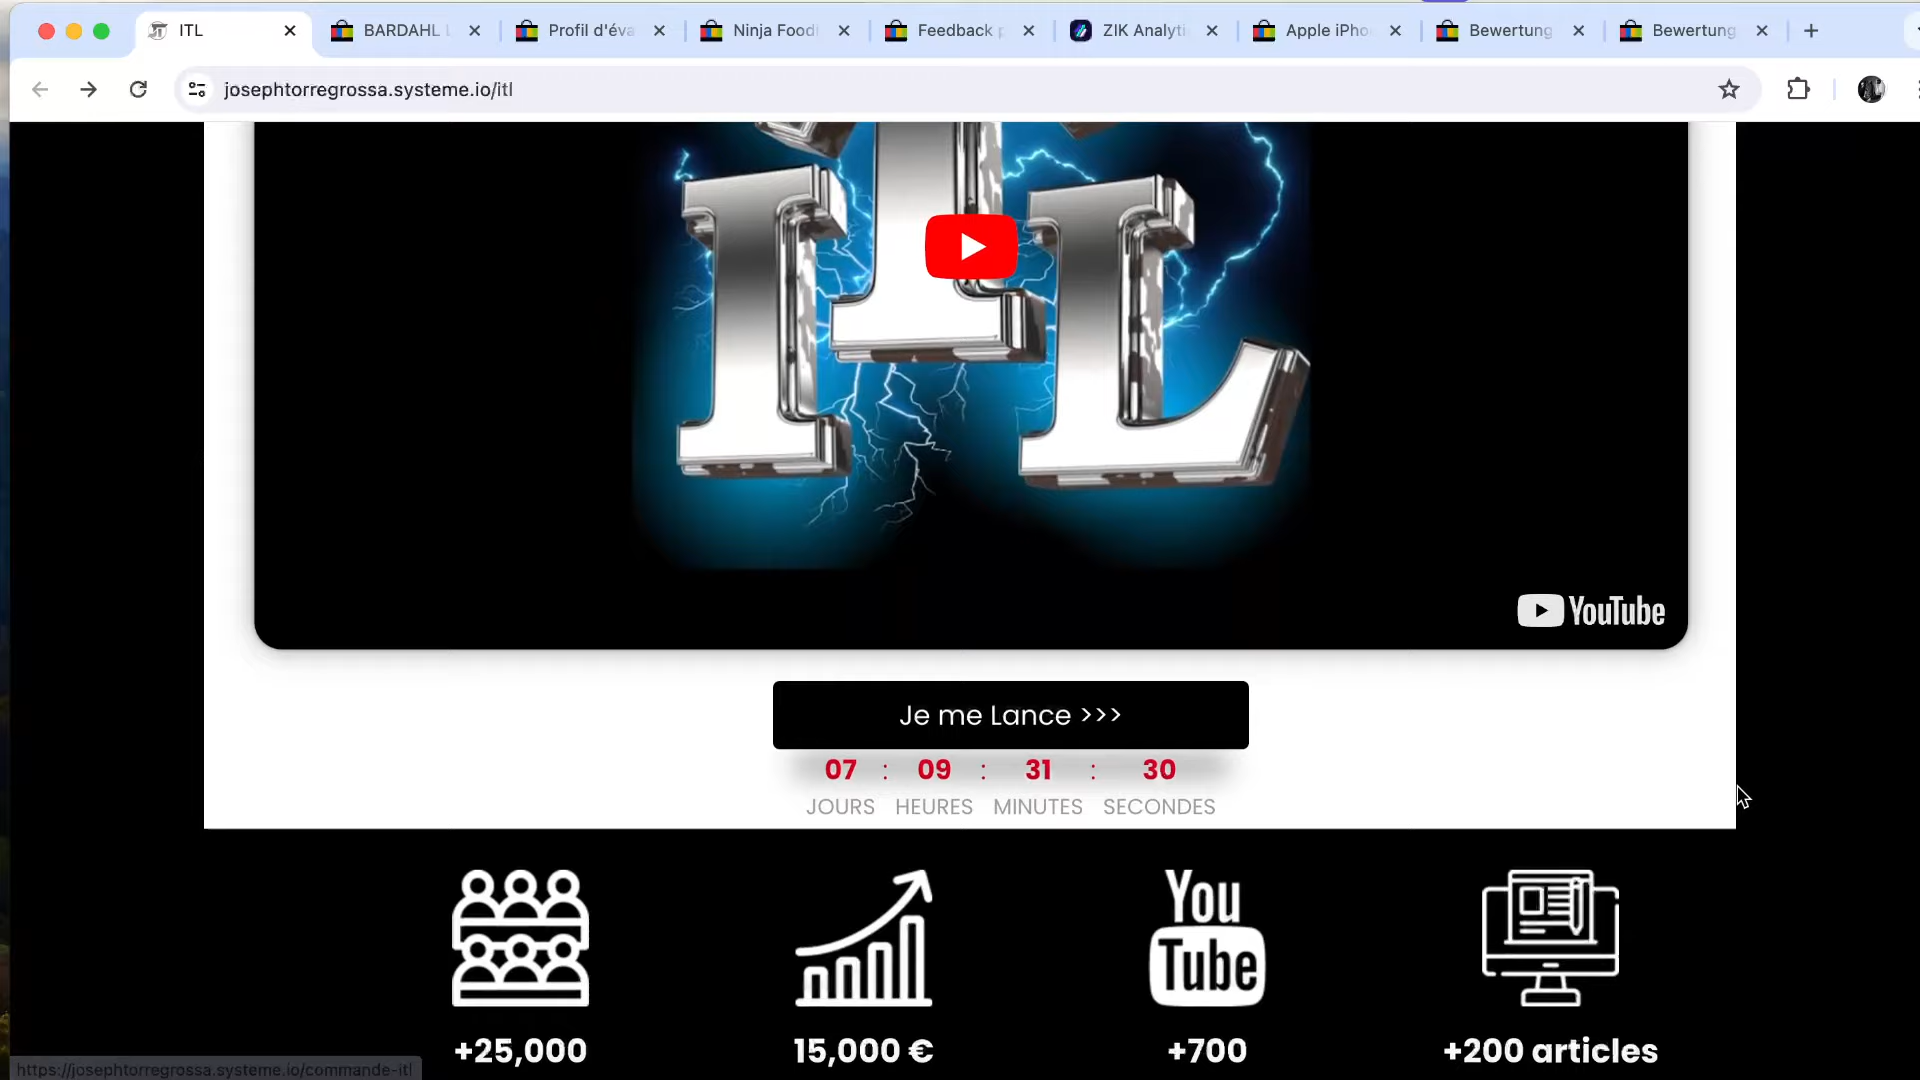 ITL
BARDAHL
Profil d'éva
Ninja Foodi
Feedback p
ZIK Analyti
Apple iPho
Bewertung
Bewertung
josephtorregrossa.systeme.io/itl
ITL
YouTube
Je me Lance >>>
07 : 09 : 31 : 30
JOURS HEURES MINUTES SECONDES
You
Tube
+25,000
15,000 €
+700
+200 articles
https://josephtorregrossa.systeme.io/commande-itl